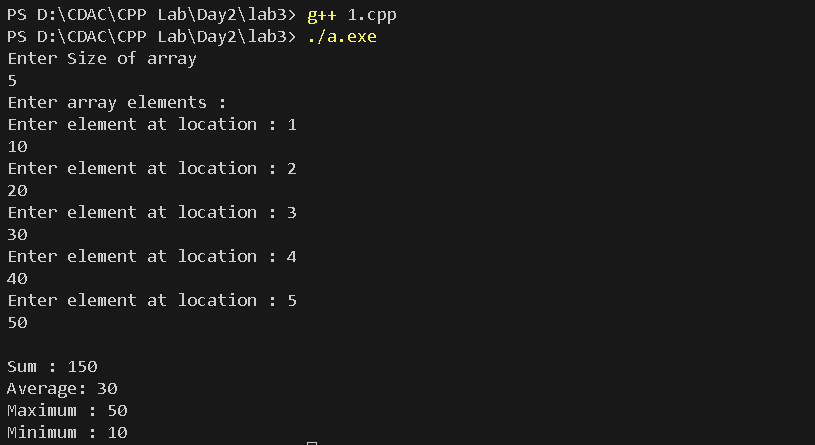 PS D:\CDAC\CPP Lab\Day2\lab3> g++ 1.cpp
PS D:\CDAC\CPP Lab\Day2\lab3> ./a.exe
Enter Size of array
5
Enter array elements :
Enter element at location : 1
10
Enter element at location : 2
20
Enter element at location : 3
30
Enter element at location : 4
40
Enter element at location : 5
50
Sum : 150
Average: 30
Maximum : 50
Minimum : 10